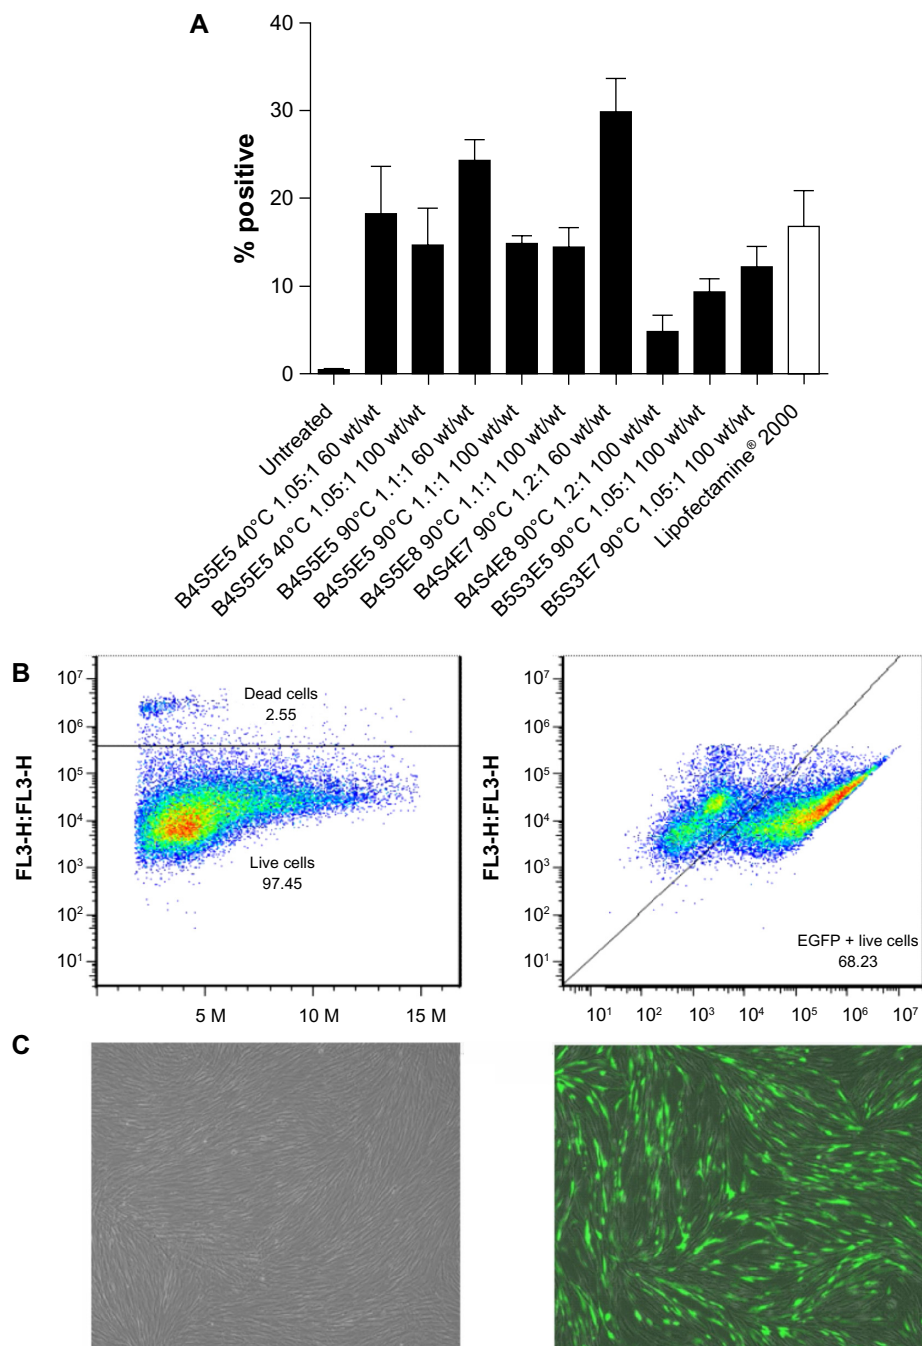 A
40
30
20
10
0
% positive
Untreated
B4S5E5 40°C 1.05:1 60 wt/wt
B4S5E5 40°C 1.05:1 100 wt/wt
B4S5E5 90°C 1.1:1 60 wt/wt
B4S5E5 90°C 1.1:1 100 wt/wt
B4S5E8 90°C 1.1:1 100 wt/wt
B4S4E7 90°C 1.2:1 60 wt/wt
B4S4E8 90°C 1.2:1 100 wt/wt
B5S3E5 90°C 1.05:1 100 wt/wt
B5S3E7 90°C 1.05:1 100 wt/wt
Lipofectamine® 2000
B
FL3-H:FL3-H
10⁷
10⁶
10⁵
10⁴
10³
10²
10¹
Dead cells
2.55
Live cells
97.45
5 M
10 M
15 M
FL3-H:FL3-H
10⁷
10⁶
10⁵
10⁴
10³
10²
10¹
EGFP + live cells
68.23
10¹
10²
10³
10⁴
10⁵
10⁶
10⁷
C